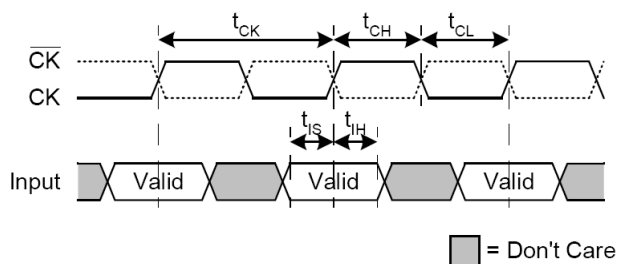 tCK tCH tCL
CK
CK
tIS tIH
Input Valid Valid Valid
= Don't Care